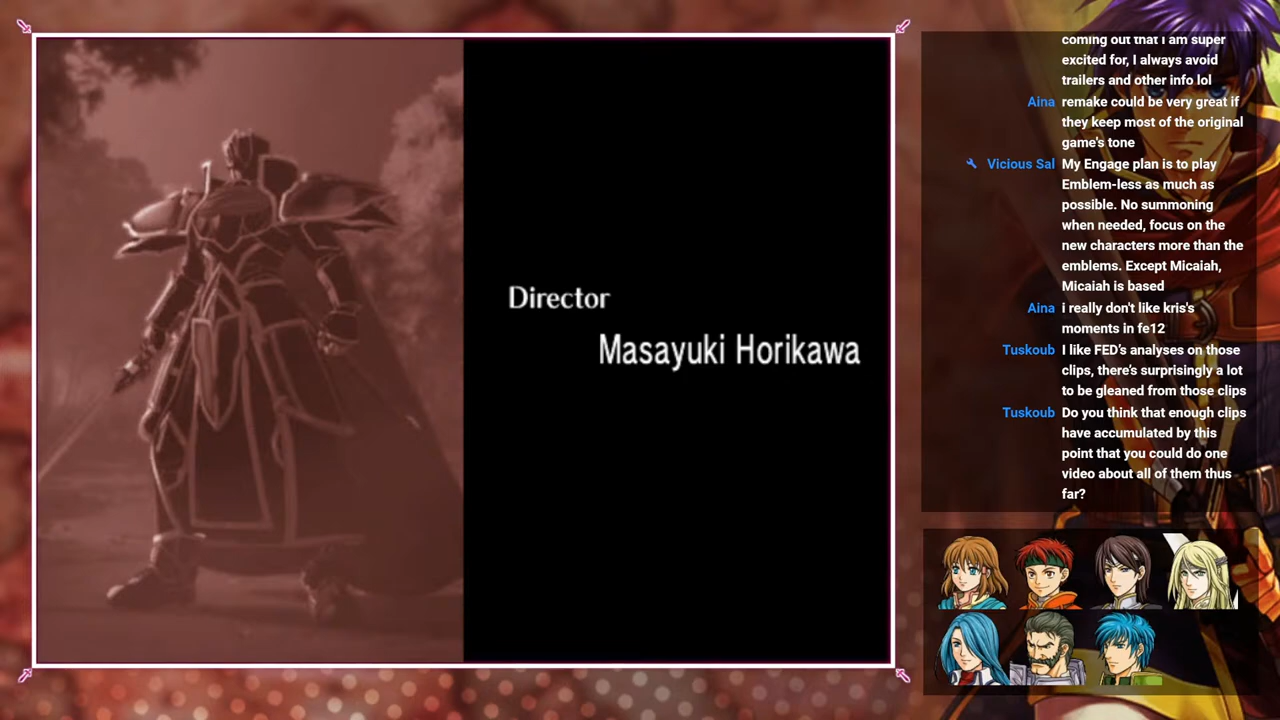 Director
Masayuki Horikawa
coming out that I am super
excited for, I always avoid
trailers and other info lol
Aina remake could be very great if
they keep most of the original
game's tone
Vicious Sal My Engage plan is to play
Emblem-less as much as
possible. No summoning
when needed, focus on the
new characters more than the
emblems. Except Micaiah,
Micaiah is based
Aina i really don't like kris's
moments in fe12
Tuskoub I like FED's analyses on those
clips, there's surprisingly a lot
to be gleaned from those clips
Tuskoub Do you think that enough clips
have accumulated by this
point that you could do one
video about all of them thus
far?